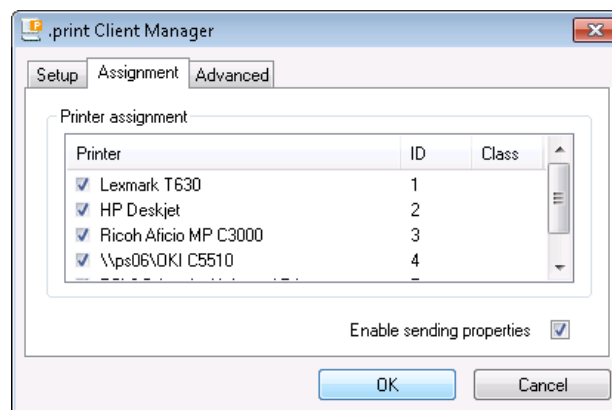 .print Client Manager
Setup Assignment Advanced
Printer assignment
Printer ID Class
Lexmark T630 1
HP Deskjet 2
Ricoh Aficio MP C3000 3
\\ps06\OKI C5510 4
Enable sending properties
OK Cancel